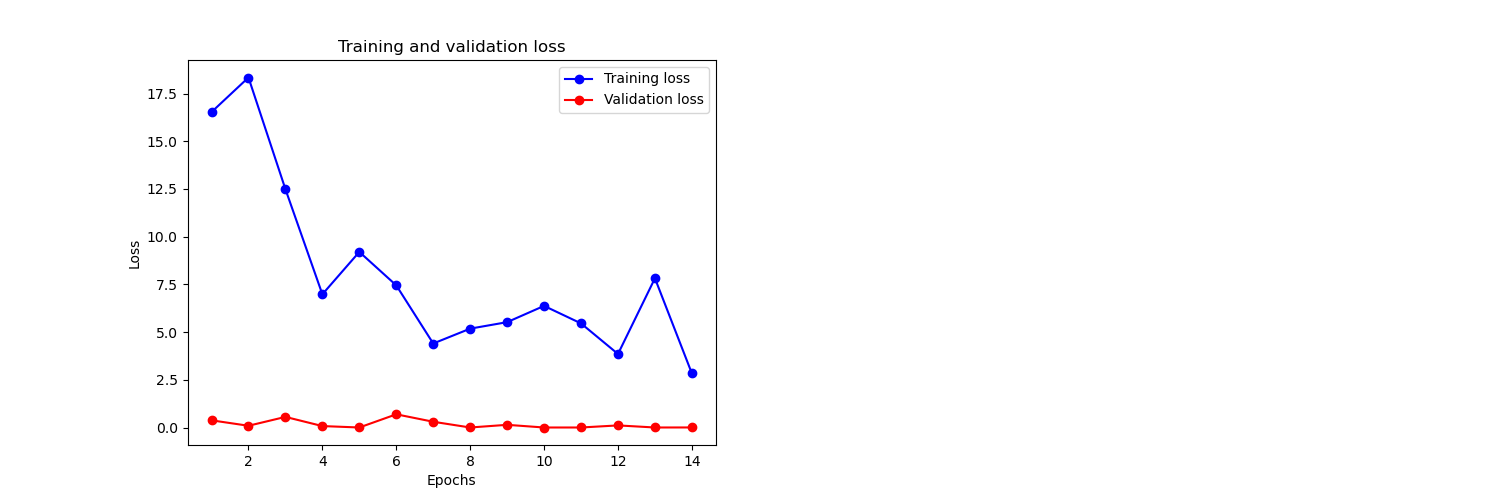 Training and validation loss
Training loss
Validation loss
17.5
15.0
12.5
10.0
7.5
5.0
2.5
0.0
Loss
2 4 6 8 10 12 14
Epochs